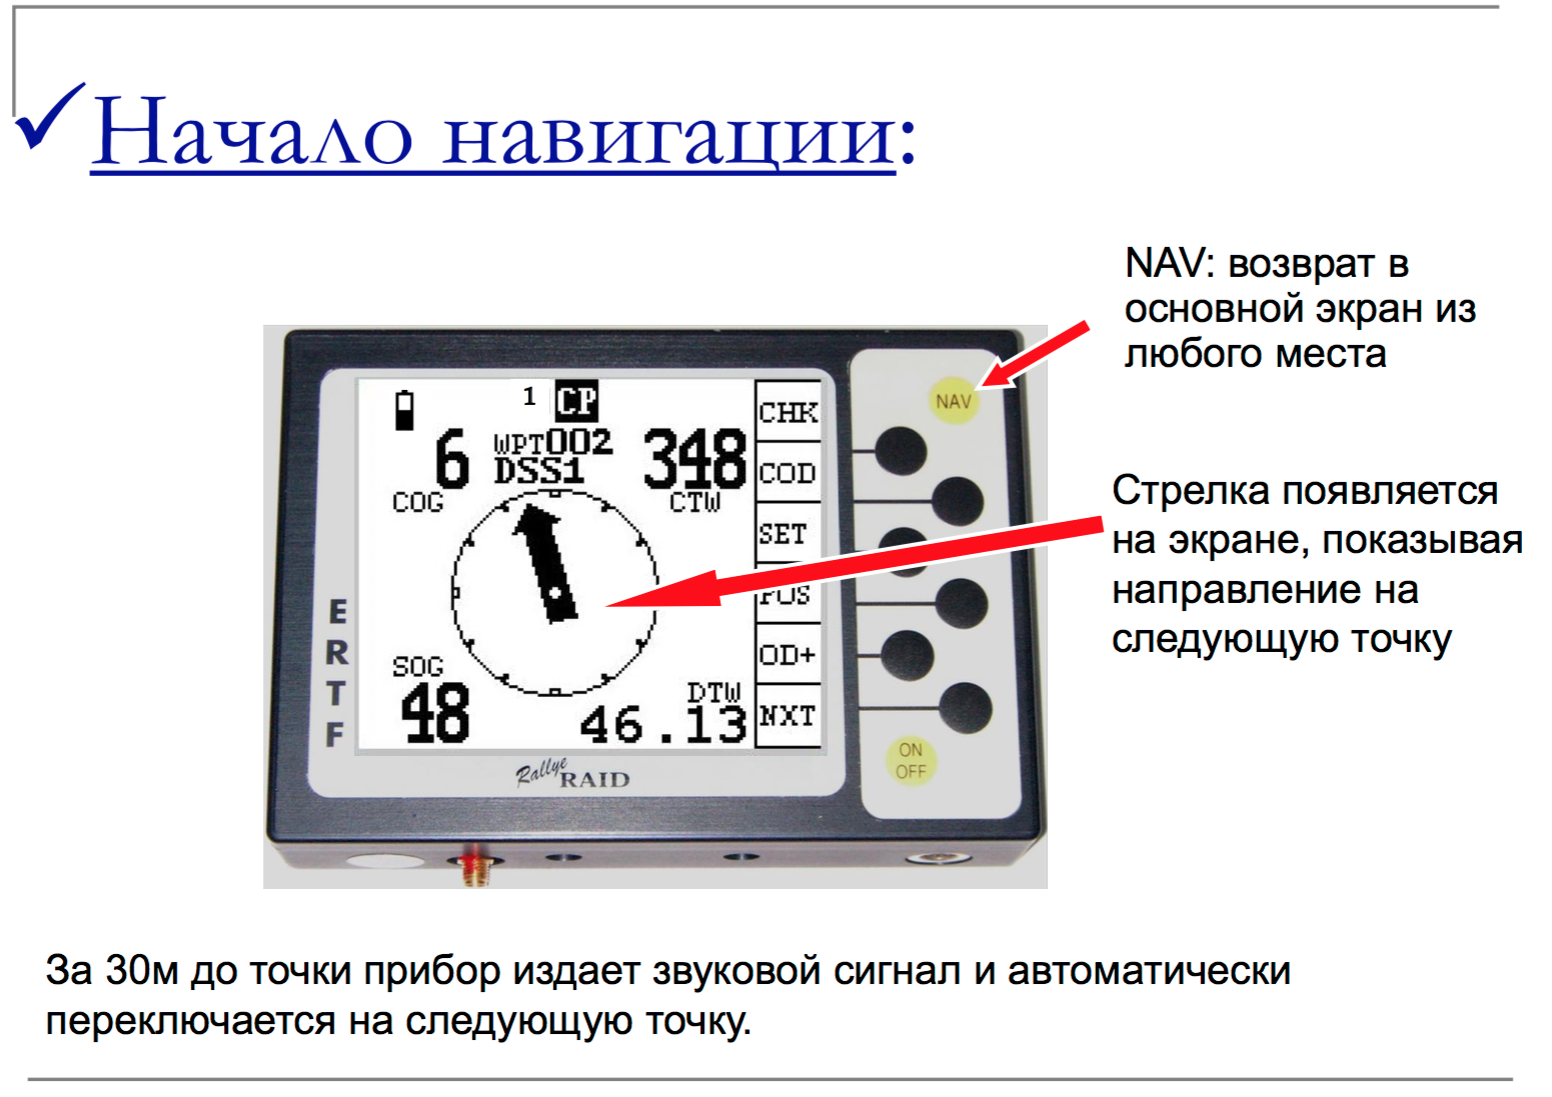 Начало навигации:
NAV: возврат в
основной экран из
любого места
Стрелка появляется
на экране, показывая
направление на
следующую точку
1 CP
6 WPT002 348
DSS1
COG CTW
SOG
48
DTW
46.13
CHK
COD
SET
POS
OD+
NXT
NAV
ON
OFF
E
R
T
F
Rallye RAID
За 30м до точки прибор издает звуковой сигнал и автоматически
переключается на следующую точку.